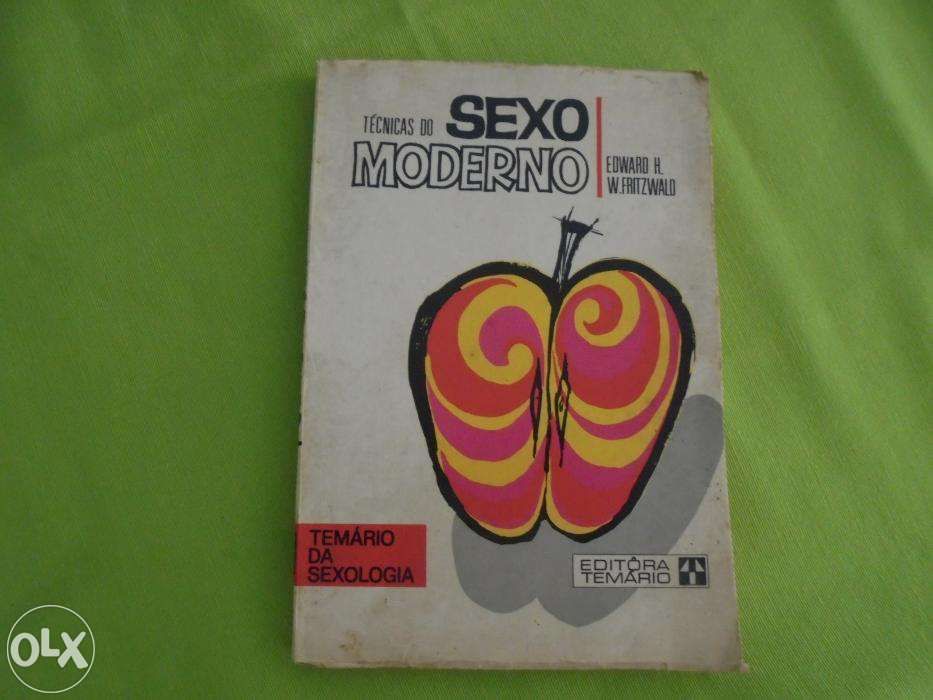 TÉCNICAS DO SEXO
MODERNO
EDWARD H.
W.FRITZWALD
TEMÁRIO
DA
SEXOLOGIA
EDITÔRA
TEMÁRIO
OLX